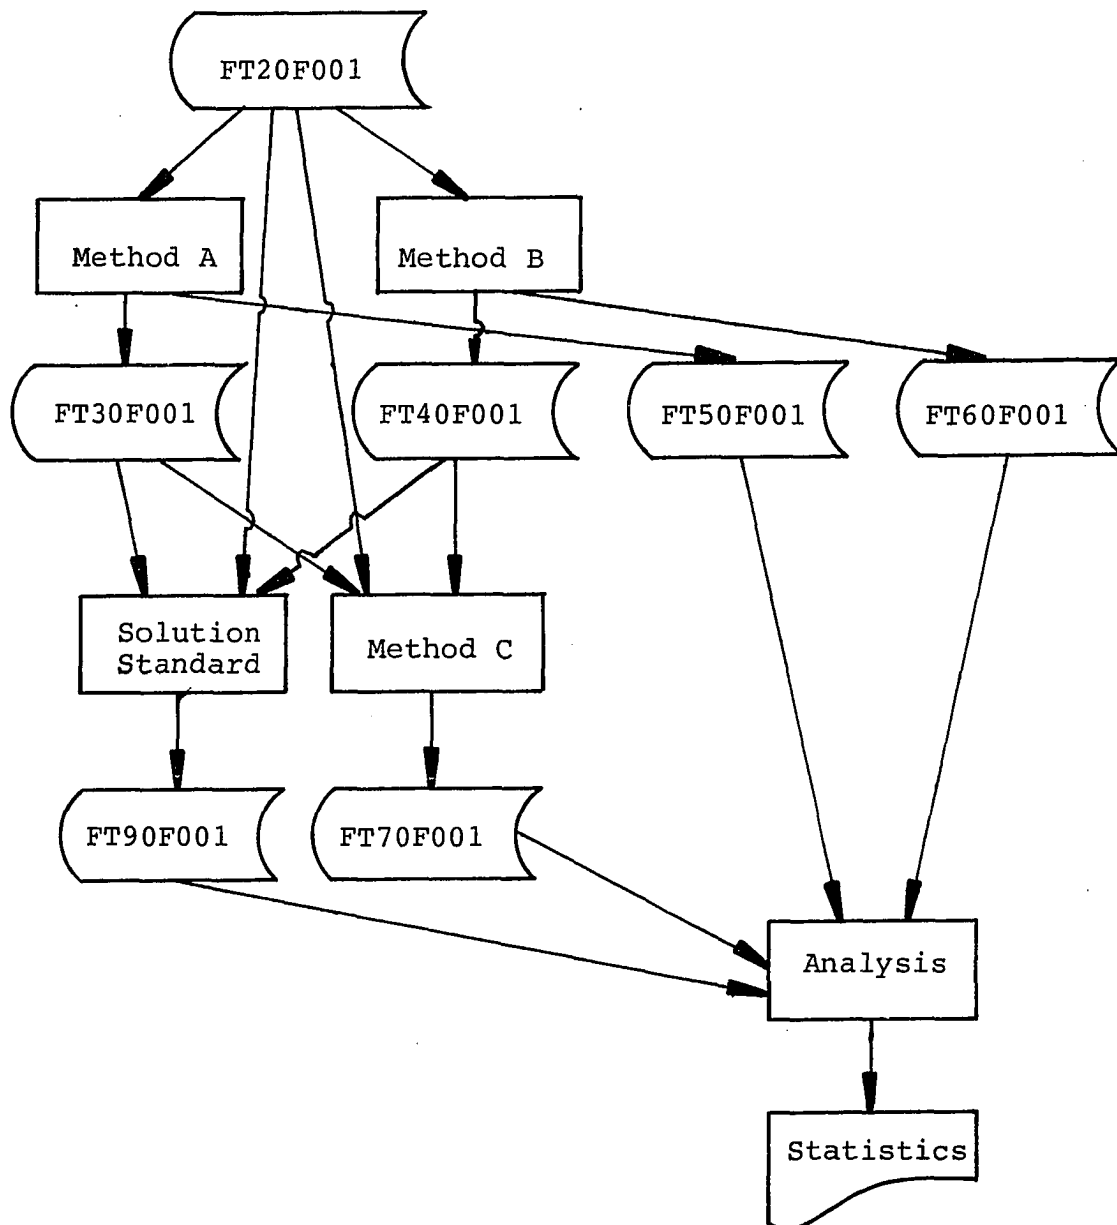 FT20F001
Method A
Method B
FT30F001
FT40F001
FT50F001
FT60F001
Solution
Standard
Method C
FT90F001
FT70F001
Analysis
Statistics